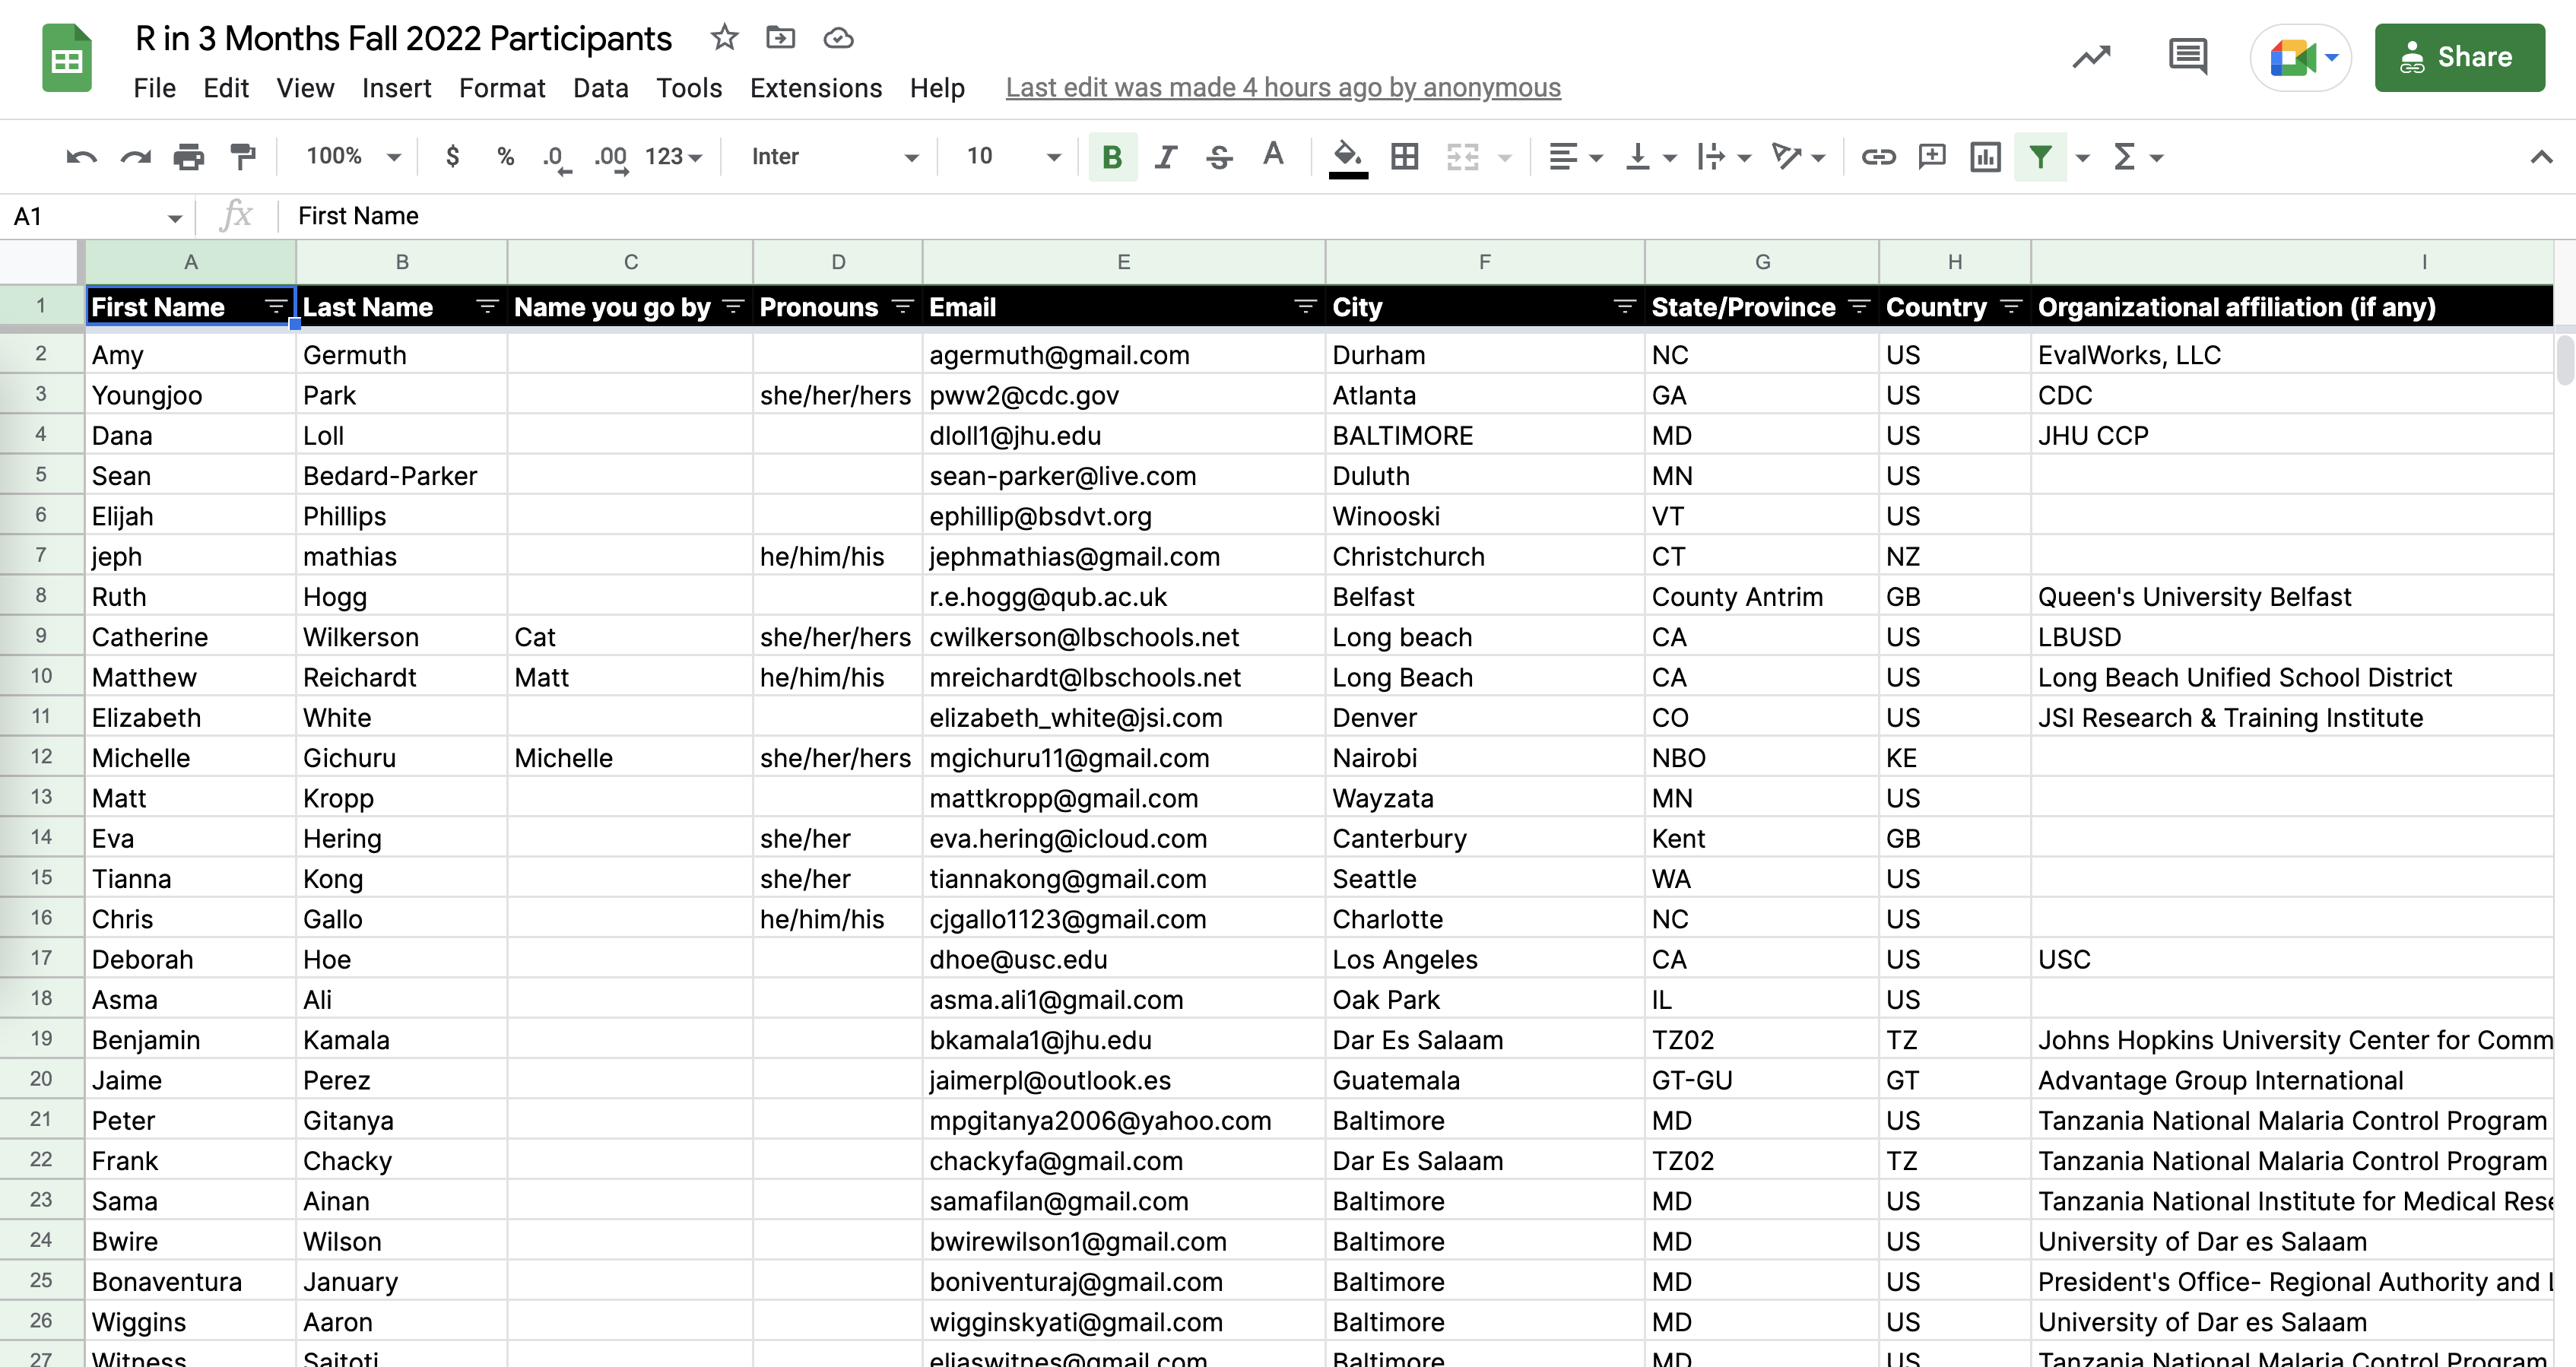 R in 3 Months Fall 2022 Participants
File Edit View Insert Format Data Tools Extensions Help Last edit was made 4 hours ago by anonymous
Share
100% $ % .0 .00 123 Inter 10 B I S A
A1 fx First Name
A B C D E F G H I
1 First Name Last Name Name you go by Pronouns Email City State/Province Country Organizational affiliation (if any)
2 Amy Germuth agermuth@gmail.com Durham NC US EvalWorks, LLC
3 Youngjoo Park she/her/hers pww2@cdc.gov Atlanta GA US CDC
4 Dana Loll dloll1@jhu.edu BALTIMORE MD US JHU CCP
5 Sean Bedard-Parker sean-parker@live.com Duluth MN US
6 Elijah Phillips ephillip@bsdvt.org Winooski VT US
7 jeph mathias he/him/his jephmathias@gmail.com Christchurch CT NZ
8 Ruth Hogg r.e.hogg@qub.ac.uk Belfast County Antrim GB Queen's University Belfast
9 Catherine Wilkerson Cat she/her/hers cwilkerson@lbschools.net Long beach CA US LBUSD
10 Matthew Reichardt Matt he/him/his mreichardt@lbschools.net Long Beach CA US Long Beach Unified School District
11 Elizabeth White elizabeth_white@jsi.com Denver CO US JSI Research & Training Institute
12 Michelle Gichuru Michelle she/her/hers mgichuru11@gmail.com Nairobi NBO KE
13 Matt Kropp mattkropp@gmail.com Wayzata MN US
14 Eva Hering she/her eva.hering@icloud.com Canterbury Kent GB
15 Tianna Kong she/her tiannakong@gmail.com Seattle WA US
16 Chris Gallo he/him/his cjgallo1123@gmail.com Charlotte NC US
17 Deborah Hoe dhoe@usc.edu Los Angeles CA US USC
18 Asma Ali asma.ali1@gmail.com Oak Park IL US
19 Benjamin Kamala bkamala1@jhu.edu Dar Es Salaam TZ02 TZ Johns Hopkins University Center for Comm
20 Jaime Perez jaimerpl@outlook.es Guatemala GT-GU GT Advantage Group International
21 Peter Gitanya mpgitanya2006@yahoo.com Baltimore MD US Tanzania National Malaria Control Program
22 Frank Chacky chackyfa@gmail.com Dar Es Salaam TZ02 TZ Tanzania National Malaria Control Program
23 Sama Ainan samafilan@gmail.com Baltimore MD US Tanzania National Institute for Medical Rese
24 Bwire Wilson bwirewilson1@gmail.com Baltimore MD US University of Dar es Salaam
25 Bonaventura January boniventuraj@gmail.com Baltimore MD US President's Office- Regional Authority and L
26 Wiggins Aaron wigginskyati@gmail.com Baltimore MD US University of Dar es Salaam
27 Witness Saitoti eliaswitnes@gmail.com Baltimore MD US Tanzania National Malaria Control Program